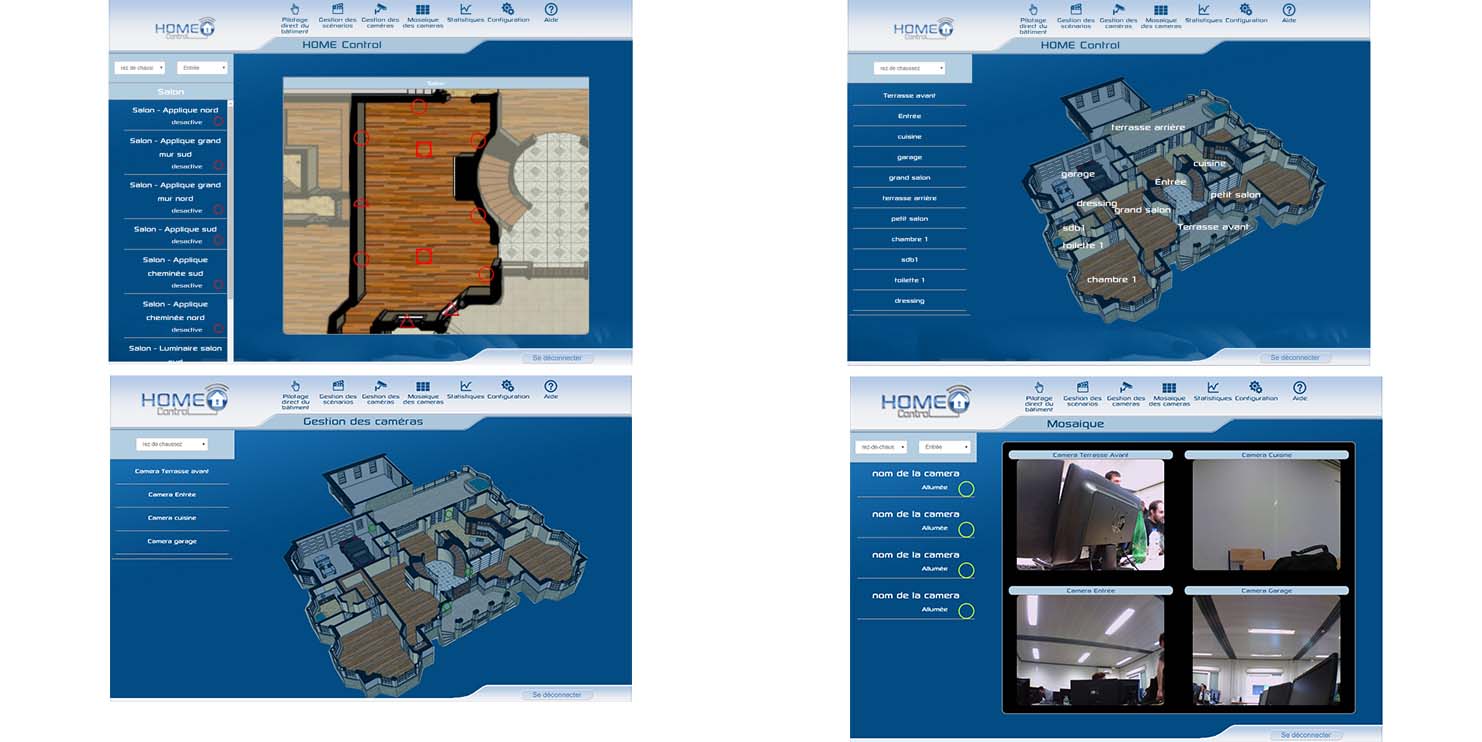 HOME
Control
Pilotage
direct du
bâtiment
Gestion des
scénarios
Gestion des
caméras
Mosaique
des cameras
Statistiques
Configuration
Aide
HOME Control
rez de chauss
Entrée
Salon
Salon - Applique nord
desactive
Salon - Applique grand
mur sud
desactive
Salon - Applique grand
mur nord
desactive
Salon - Applique sud
desactive
Salon - Applique
cheminée sud
desactive
Salon - Applique
cheminée nord
desactive
Salon - Luminaire salon
sud
Salon
Se déconnecter
HOME
Control
Pilotage
direct du
bâtiment
Gestion des
scénarios
Gestion des
caméras
Mosaique
des cameras
Statistiques
Configuration
Aide
HOME Control
rez de chaussez
Terrasse avant
Entrée
cuisine
garage
grand salon
terrasse arrière
petit salon
chambre 1
sdb1
toilette 1
dressing
terrasse arrière
cuisine
garage
Entrée
petit salon
dressing
grand salon
Terrasse avant
sdb1
toilette 1
chambre 1
Se déconnecter
HOME
Control
Pilotage
direct du
bâtiment
Gestion des
scénarios
Gestion des
caméras
Mosaique
des cameras
Statistiques
Configuration
Aide
Gestion des caméras
rez de chaussez
Camera Terrasse avant
Camera Entrée
Camera cuisine
Camera garage
Se déconnecter
HOME
Control
Pilotage
direct du
bâtiment
Gestion des
scénarios
Gestion des
caméras
Mosaique
des cameras
Statistiques
Configuration
Aide
Mosaique
rez-de-chaus
Entrée
nom de la camera
Allumée
nom de la camera
Allumée
nom de la camera
Allumée
nom de la camera
Allumée
Camera Terrasse Avant
Camera Cuisine
Camera Entrée
Camera Garage
Se déconnecter